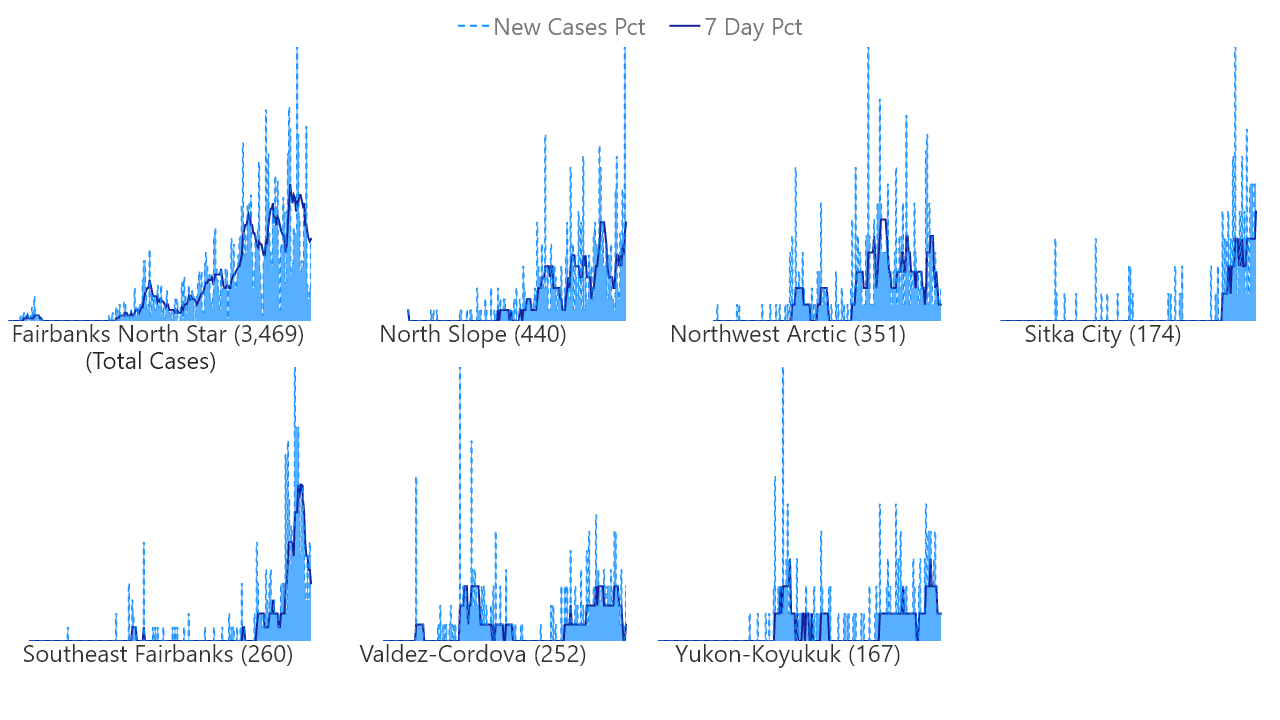 New Cases Pct 7 Day Pct
Fairbanks North Star (3,469)
(Total Cases)
North Slope (440)
Northwest Arctic (351)
Sitka City (174)
Southeast Fairbanks (260)
Valdez-Cordova (252)
Yukon-Koyukuk (167)